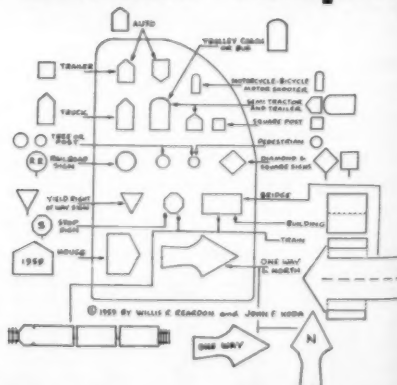 AUTO
TROLLEY COACH
OR BUS
TRAILER
MOTORCYCLE-BICYCLE
MOTOR SCOOTER
SEMI TRACTOR
AND TRAILER
TRUCK
SQUARE POST
TREE OR
POST
PEDESTRIAN
R.R.
RAILROAD
SIGN
DIAMOND &
SQUARE SIGNS
YIELD RIGHT
OF WAY SIGN
BRIDGE
S
STOP
SIGN
BUILDING
TRAIN
1959
HOUSE
ONE WAY
& NORTH
© 1959 BY WILLIS R. REARDON and JOHN F. KODA
ONE WAY
N